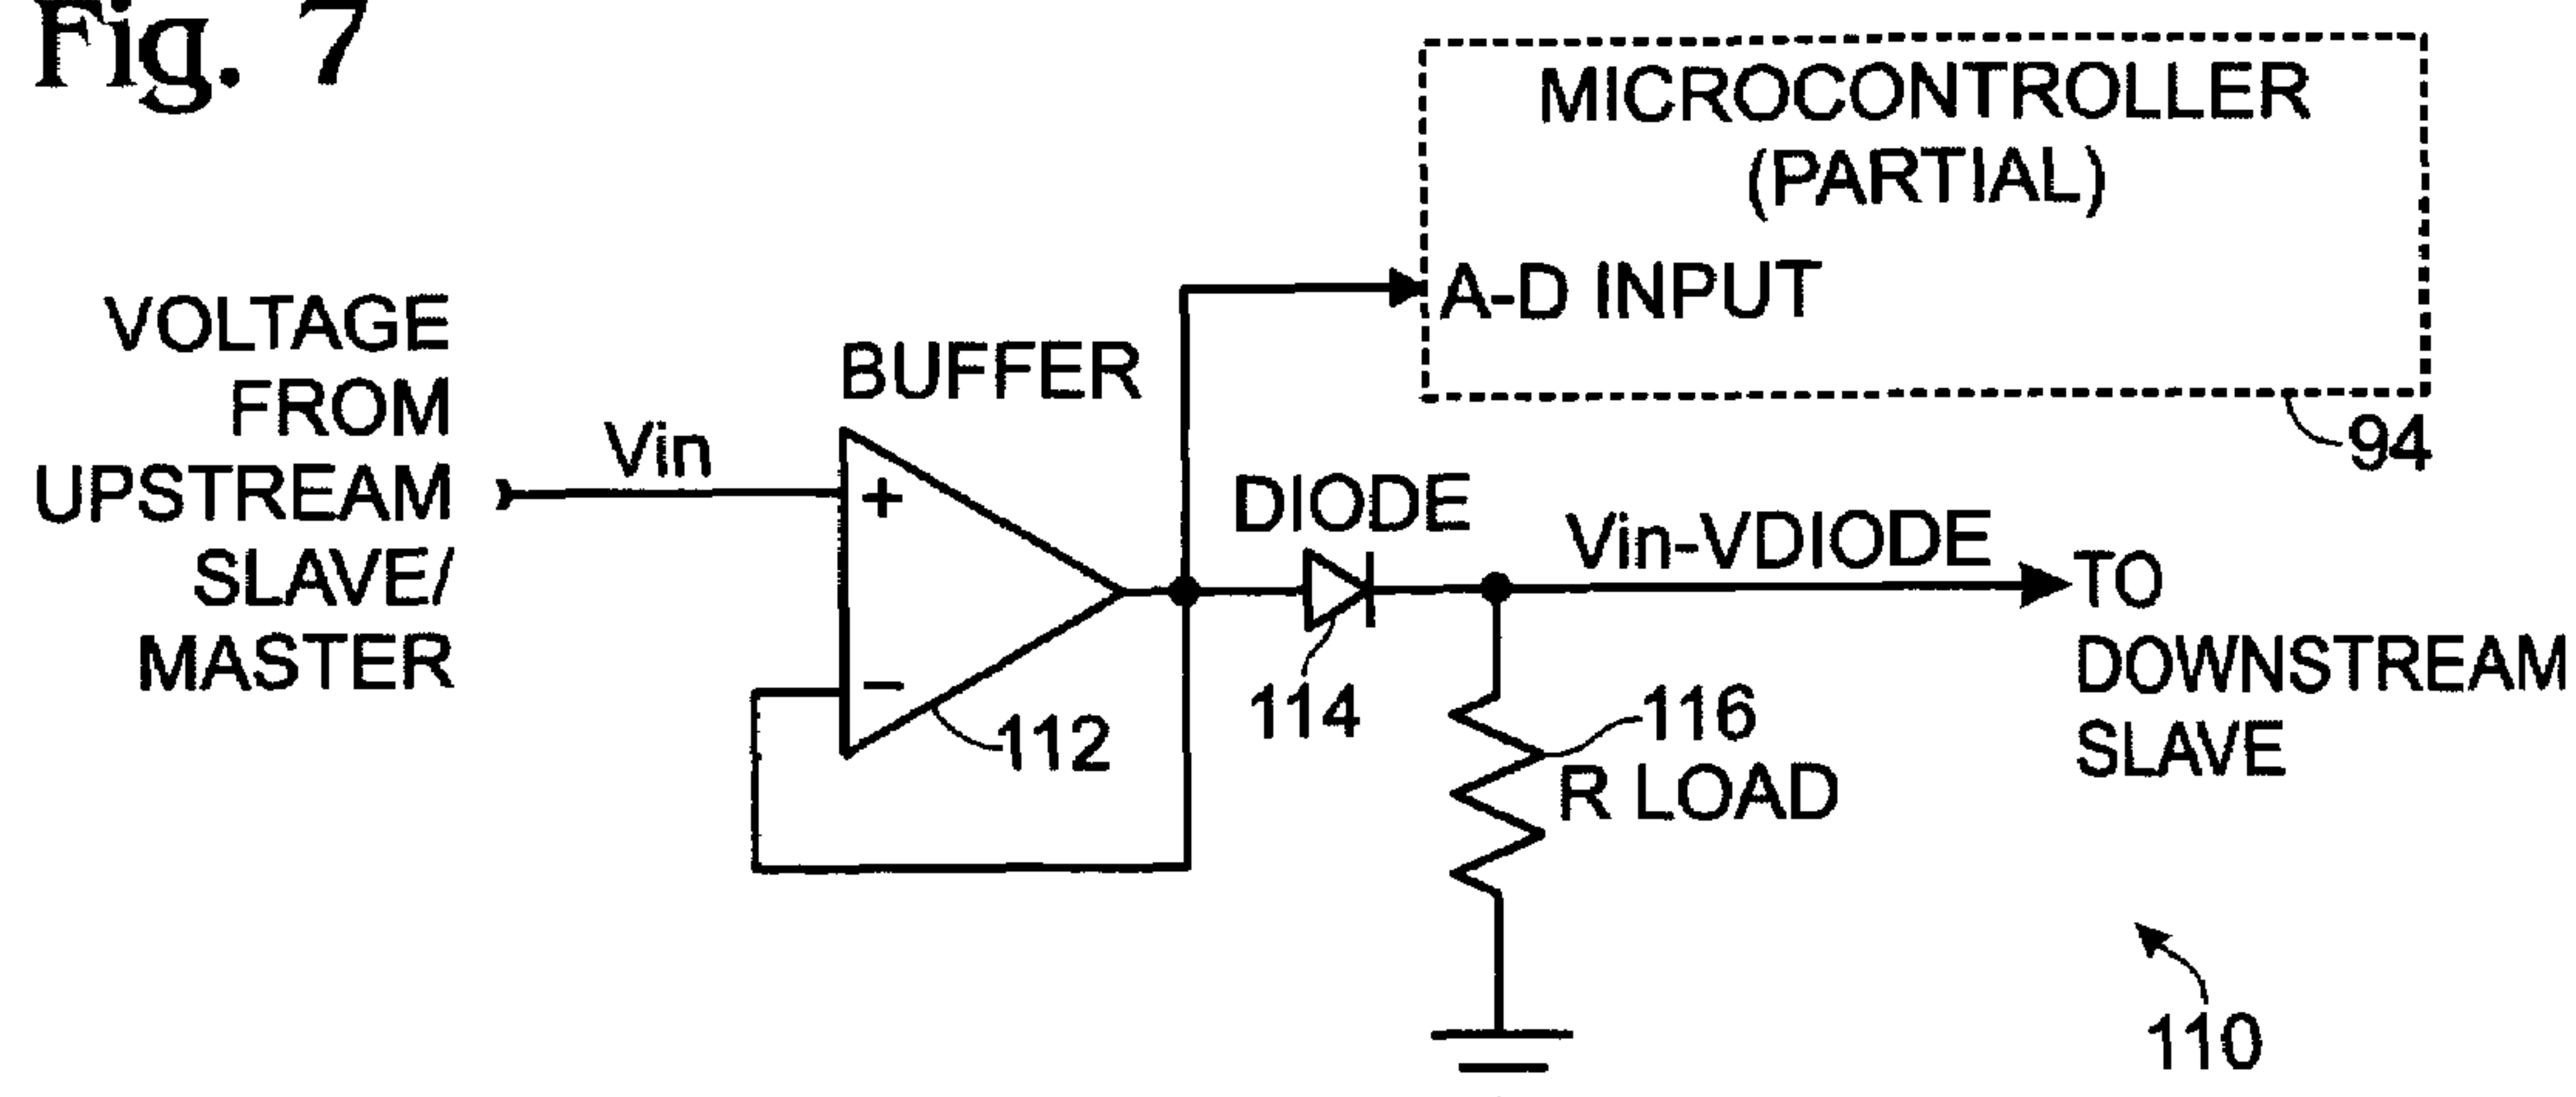 Fig. 7
MICROCONTROLLER
(PARTIAL)
A-D INPUT
94
VOLTAGE
FROM
UPSTREAM
SLAVE/
MASTER
Vin
BUFFER
+
−
112
DIODE
114
Vin-VDIODE
TO
DOWNSTREAM
SLAVE
116
R LOAD
110